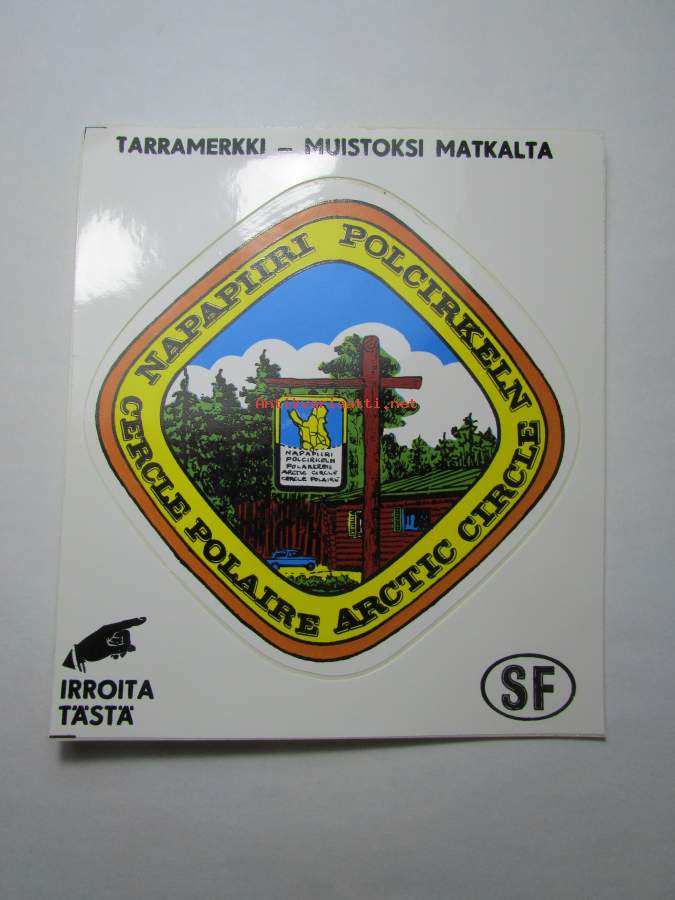 TARRAMERKKI – MUISTOKSI MATKALTA
NAPAPIIRI POLCIRKELN
CERCLE POLAIRE ARCTIC CIRCLE
Antikvariaatti.net
NAPAPIIRI
POLCIRKELN
POLARKREIS
ARCTIC CIRCLE
CERCLE POLAIRE
IRROITA
TÄSTÄ
SF